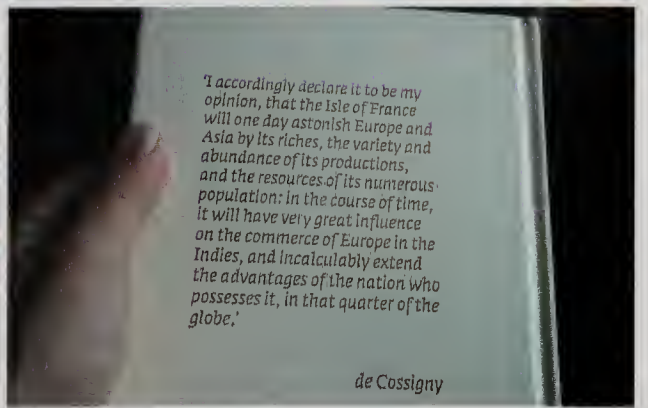 'I accordingly declare it to be my
opinion, that the Isle of France
will one day astonish Europe and
Asia by its riches, the variety and
abundance of its productions,
and the resources of its numerous
population: in the course of time,
it will have very great influence
on the commerce of Europe in the
Indies, and incalculably extend
the advantages of the nation who
possesses it, in that quarter of the
globe.'
de Cossigny